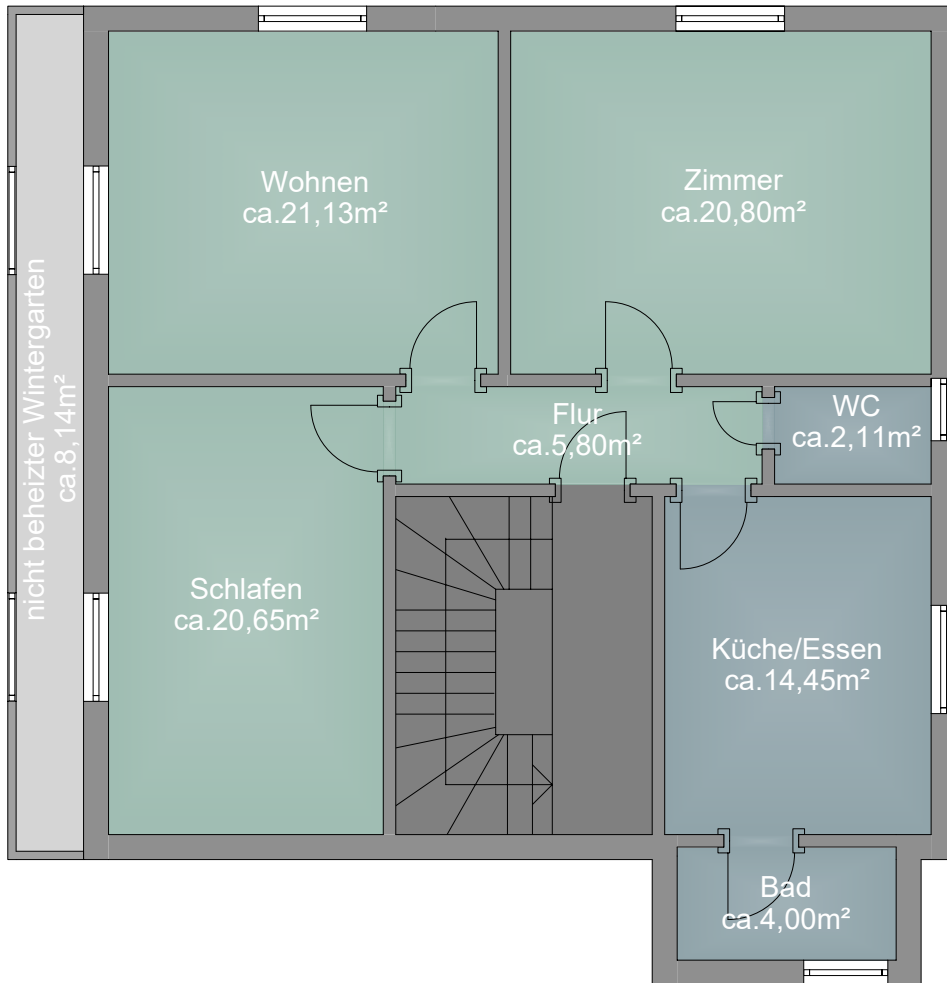 Wohnen
ca.21,13m²
Zimmer
ca.20,80m²
nicht beheizter Wintergarten
ca.8,14m²
Flur
ca.5,80m²
WC
ca.2,11m²
Schlafen
ca.20,65m²
Küche/Essen
ca.14,45m²
Bad
ca.4,00m²